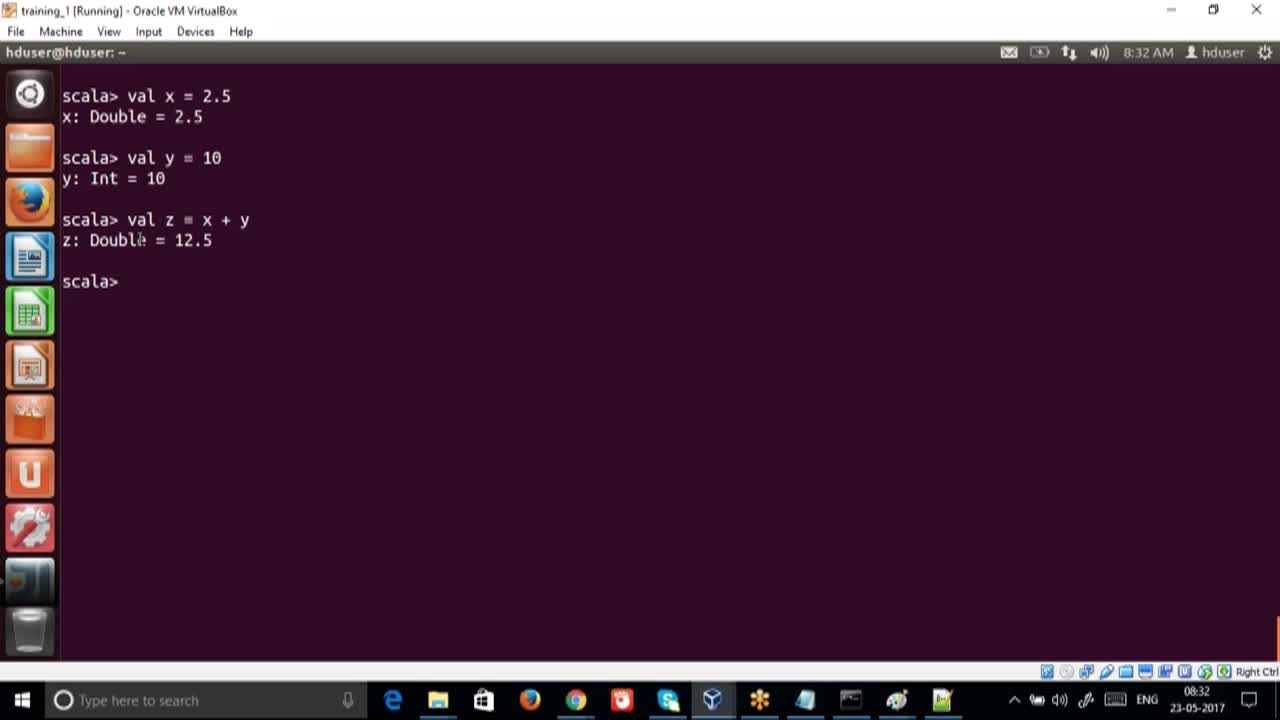 training_1 [Running] - Oracle VM VirtualBox
File Machine View Input Devices Help
hduser@hduser: ~
8:32 AM hduser
scala> val x = 2.5
x: Double = 2.5
scala> val y = 10
y: Int = 10
scala> val z = x + y
z: Double = 12.5
scala>
Right Ctrl
Type here to search
ENG
08:32
23-05-2017